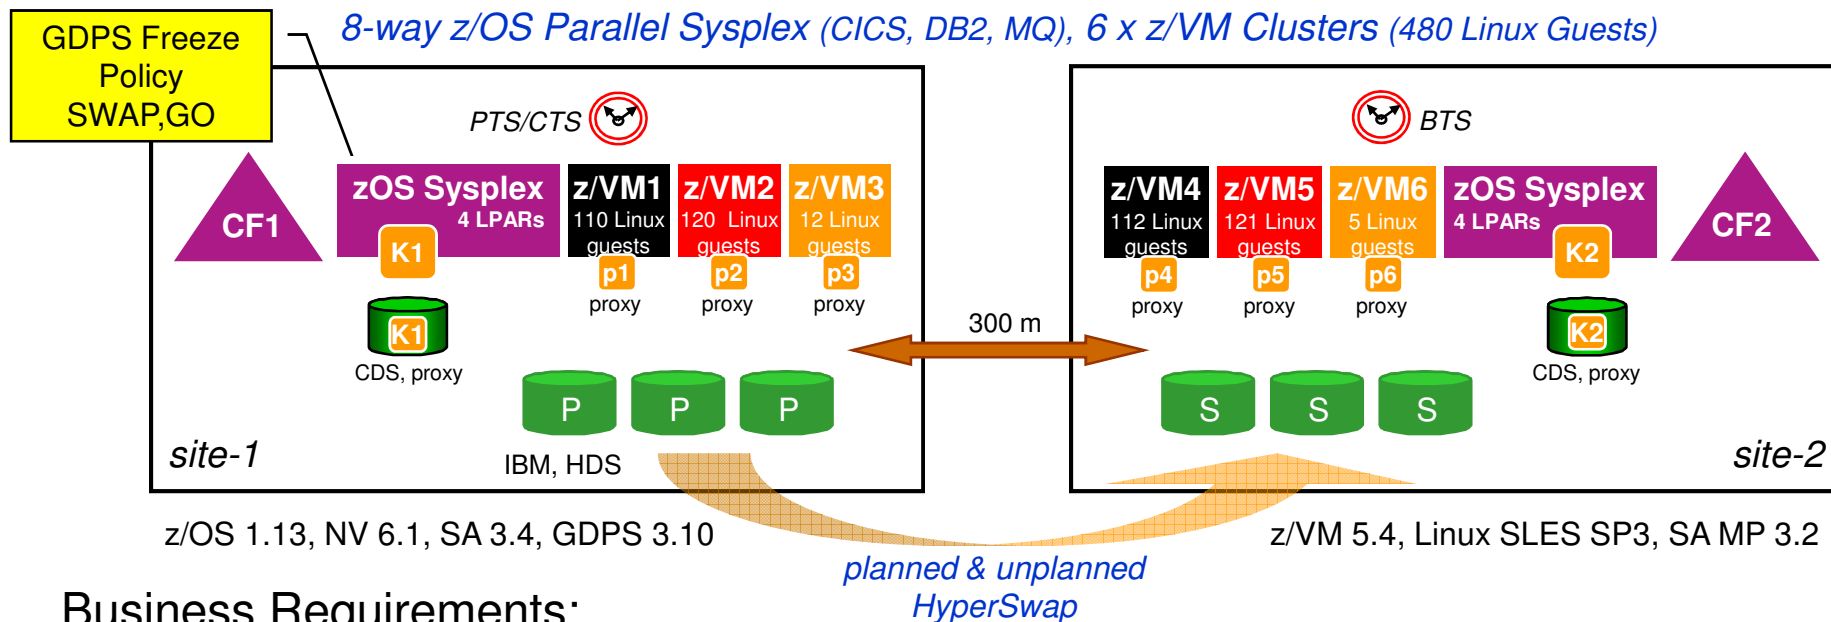 GDPS Freeze
Policy
SWAP,GO
8-way z/OS Parallel Sysplex (CICS, DB2, MQ), 6 x z/VM Clusters (480 Linux Guests)
PTS/CTS
CF1
zOS Sysplex
4 LPARs
K1
K1
CDS, proxy
z/VM1
110 Linux
guests
p1
proxy
z/VM2
120 Linux
guests
p2
proxy
z/VM3
12 Linux
guests
p3
proxy
P
P
P
IBM, HDS
site-1
300 m
BTS
z/VM4
112 Linux
guests
p4
proxy
z/VM5
121 Linux
guests
p5
proxy
z/VM6
5 Linux
guests
p6
proxy
zOS Sysplex
4 LPARs
K2
K2
CDS, proxy
CF2
S
S
S
site-2
z/OS 1.13, NV 6.1, SA 3.4, GDPS 3.10
z/VM 5.4, Linux SLES SP3, SA MP 3.2
planned & unplanned
HyperSwap
Business Requirements: